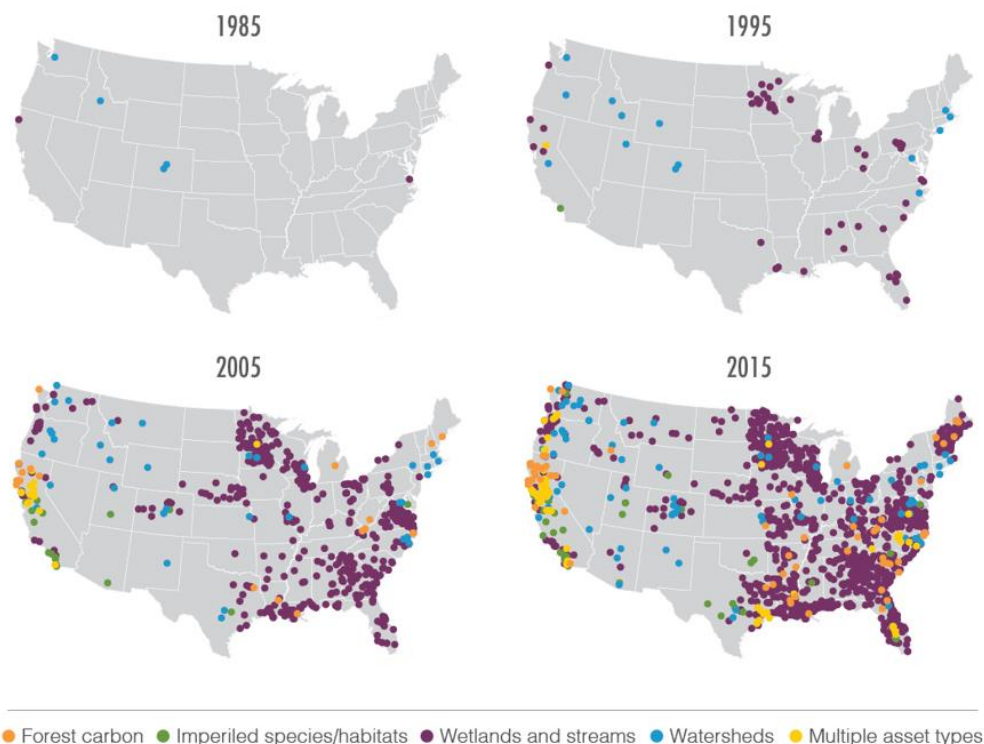 1985
1995
2005
2015
Forest carbon
Imperiled species/habitats
Wetlands and streams
Watersheds
Multiple asset types